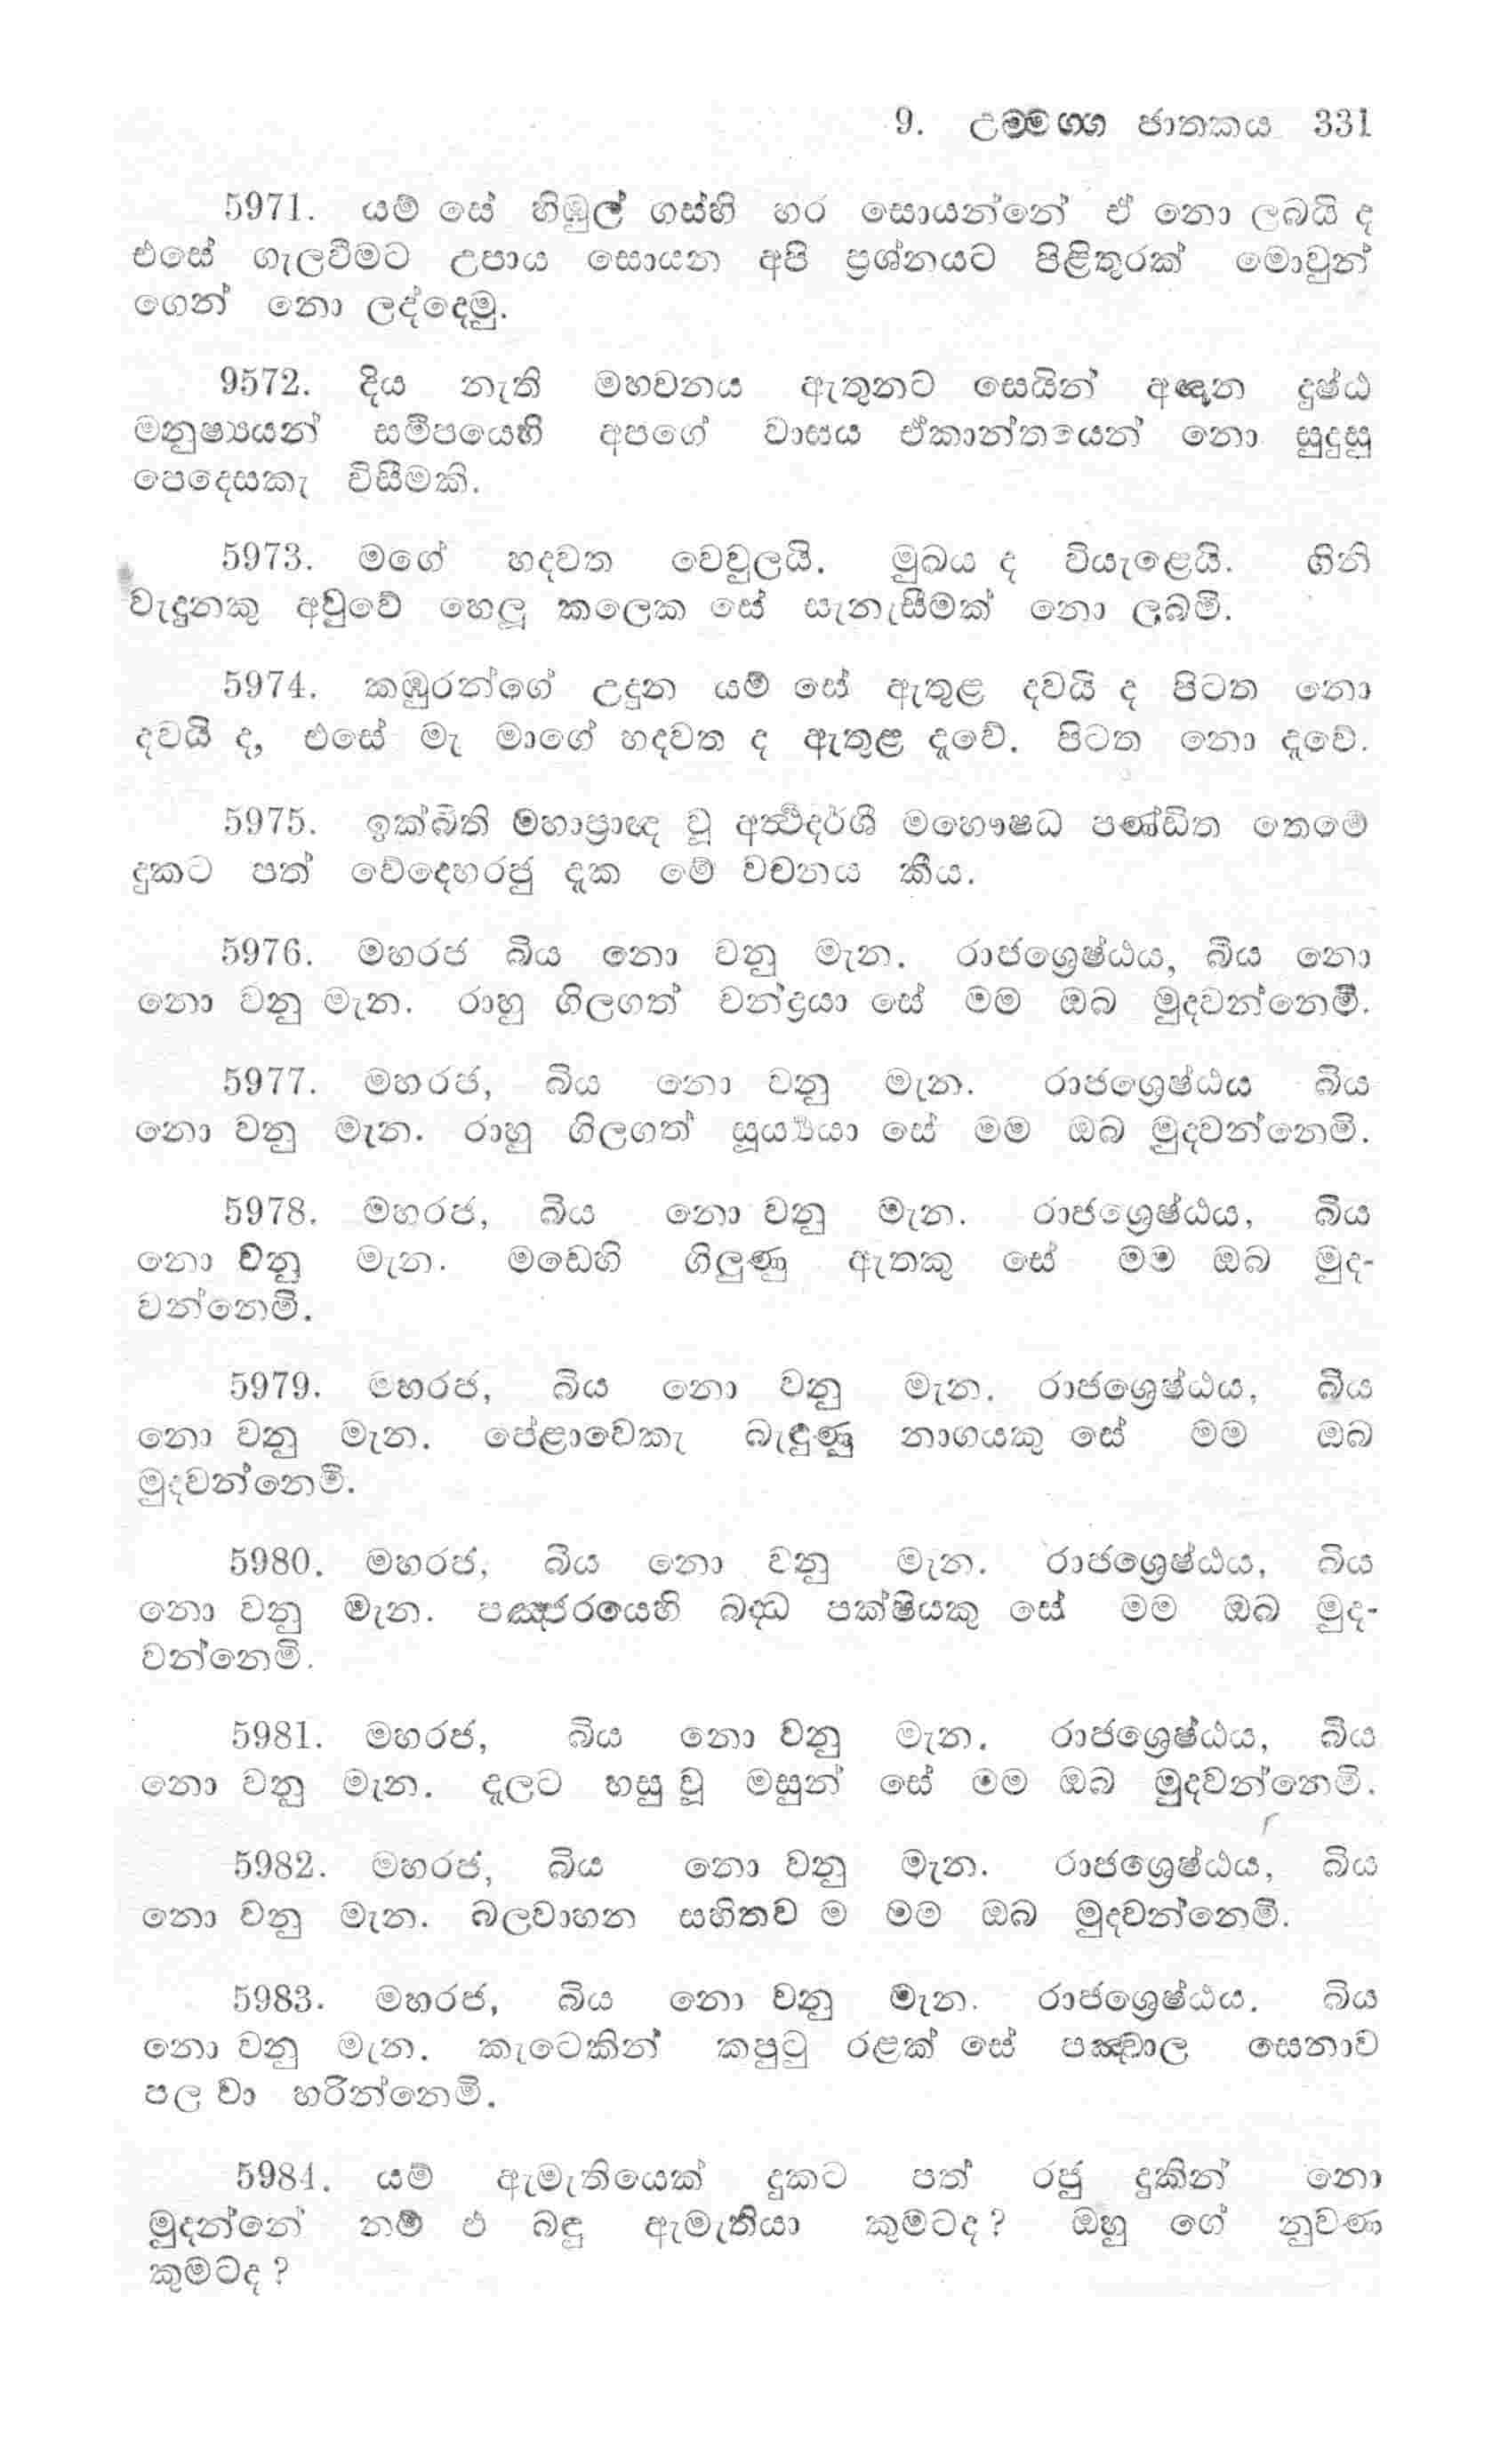 9. උම්මග්ග ජාතකය 331
5971. යම් සේ හිඹුල් ගස්හි හර සොයන්නේ ඒ නො ලබයි ද
එසේ ගැලවීමට උපාය සොයන අපි ප්‍රශ්නයට පිළිතුරක් මොවුන්
ගෙන් නො ලද්දෙමු.
9572. දිය නැති මහවනය ඇතුනට සෙයින් අඥාන දුෂ්ඨ
මනුෂ්‍යයන් සමීපයෙහි අපගේ වාසය ඒකාන්තයෙන් නො සුදුසු
පෙදෙසකැ විසීමකි.
5973. මගේ හදවත වෙවුලයි. මුඛය ද වියැළෙයි. ගිනි
වැදුනකු අවුවේ හෙලූ කලෙක සේ සැනැසීමක් නො ලබමි.
5974. කඹුරන්ගේ උදුන යම් සේ ඇතුළ දවයි ද පිටත නො
දවයි ද, එසේ මැ මාගේ හදවත ද ඇතුළ දැවේ. පිටත නො දැවේ.
5975. ඉක්බිති මහාප්‍රාඥ වූ අර්‍ත්‍ථදර්ශී මහෞෂධ පණ්ඩිත තෙමේ
දුකට පත් වේදෙහරජු දැක මේ වචනය කීය.
5976. මහරජ බිය නො වනු මැන. රාජශ්‍රෙෂ්ඨය, බිය නො
නො වනු මැන. රාහු ගිලගත් චන්ද්‍රයා සේ මම ඔබ මුදවන්නෙමි.
5977. මහරජ, බිය නො වනු මැන. රාජශ්‍රෙෂ්ඨය බිය
නො වනු මැන. රාහු ගිලගත් සූර්‍ය්‍යයා සේ මම ඔබ මුදවන්නෙමි.
5978. මහරජ, බිය නො වනු මැන. රාජශ්‍රෙෂ්ඨය, බිය
නො වනු මැන. මඩෙහි ගිලුණු ඇතකු සේ මම ඔබ මුද-
වන්නෙමි.
5979. මහරජ, බිය නො වනු මැන. රාජශ්‍රෙෂ්ඨය, බිය
නො වනු මැන. පේළාවෙකැ බැඳුණු නාගයකු සේ මම ඔබ
මුදවන්නෙමි.
5980. මහරජ, බිය නො වනු මැන. රාජශ්‍රෙෂ්ඨය, බිය
නො වනු මැන. පඤ්ජරයෙහි බද්ධ පක්ෂියකු සේ මම ඔබ මුද-
වන්නෙමි.
5981. මහරජ, බිය නො වනු මැන. රාජශ්‍රෙෂ්ඨය, බිය
නො වනු මැන. දැලට හසු වූ මසුන් සේ මම ඔබ මුදවන්නෙමි.
5982. මහරජ, බිය නො වනු මැන. රාජශ්‍රෙෂ්ඨය, බිය
නො වනු මැන. බලවාහන සහිතව ම මම ඔබ මුදවන්නෙමි.
5983. මහරජ, බිය නො වනු මැන. රාජශ්‍රෙෂ්ඨය. බිය
නො වනු මැන. කැටෙකින් කපුටු රළක් සේ පඤ්චාල සෙනාව
පල වා හරින්නෙමි.
5984. යම් ඇමැතියෙක් දුකට පත් රජු දුකින් නො
මුදන්නේ නම් එ බඳු ඇමැතියා කුමටද? ඔහු ගේ නුවණ
කුමටද?